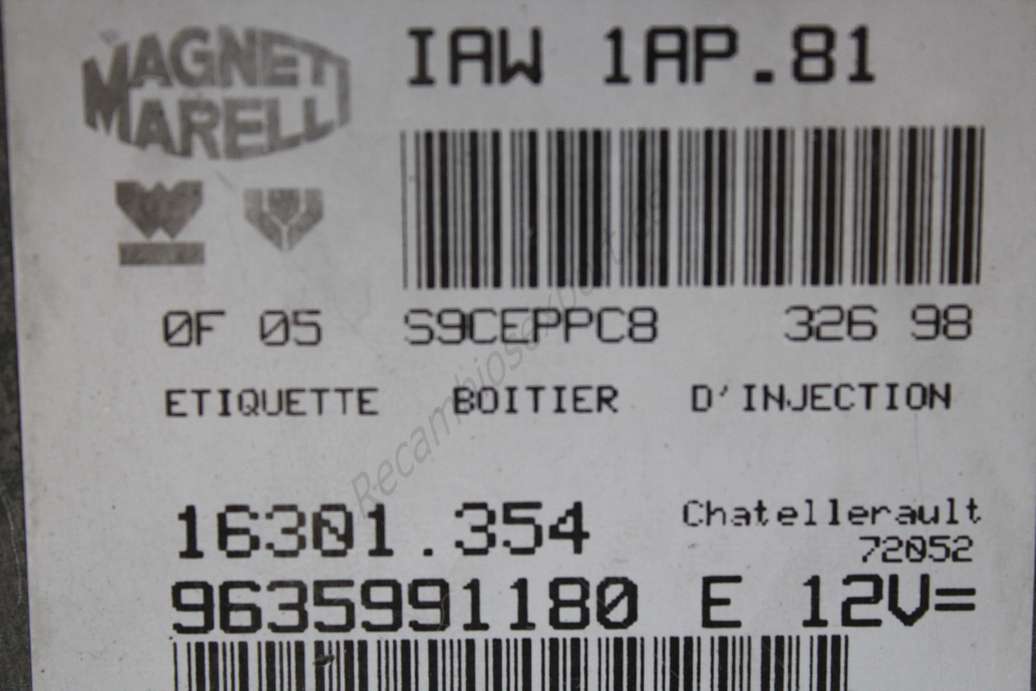 MAGNETI
MARELLI
IAW 1AP.81
0F 05 S9CEPPC8 326 98
ETIQUETTE BOITIER D'INJECTION
16301.354
Chatellerault
72052
9635991180 E 12V=